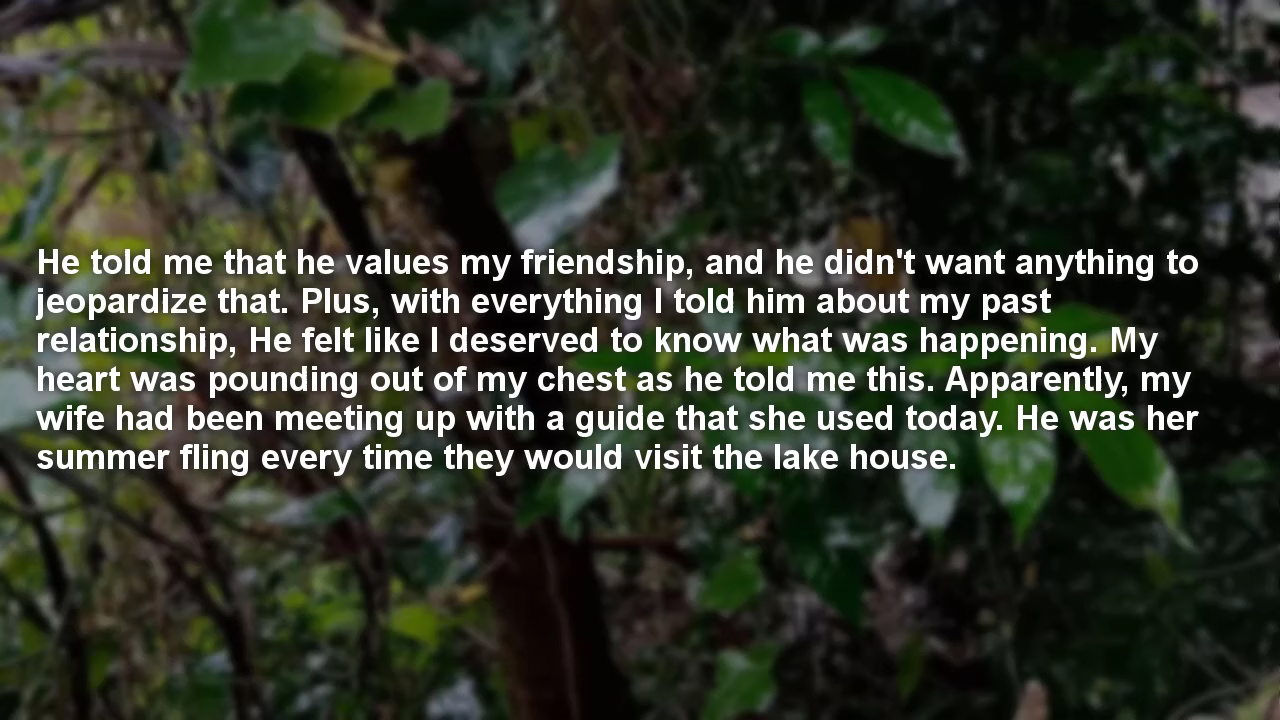 He told me that he values my friendship, and he didn't want anything to
jeopardize that. Plus, with everything I told him about my past
relationship, He felt like I deserved to know what was happening. My
heart was pounding out of my chest as he told me this. Apparently, my
wife had been meeting up with a guide that she used today. He was her
summer fling every time they would visit the lake house.